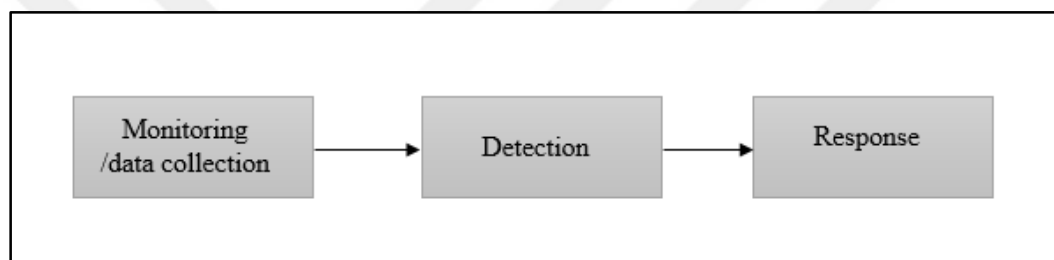 Monitoring
/data collection
Detection
Response